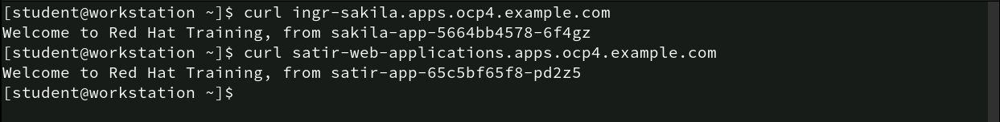 [student@workstation ~]$ curl ingr-sakila.apps.ocp4.example.com
Welcome to Red Hat Training, from sakila-app-5664bb4578-6f4gz
[student@workstation ~]$ curl satir-web-applications.apps.ocp4.example.com
Welcome to Red Hat Training, from satir-app-65c5bf65f8-pd2z5
[student@workstation ~]$